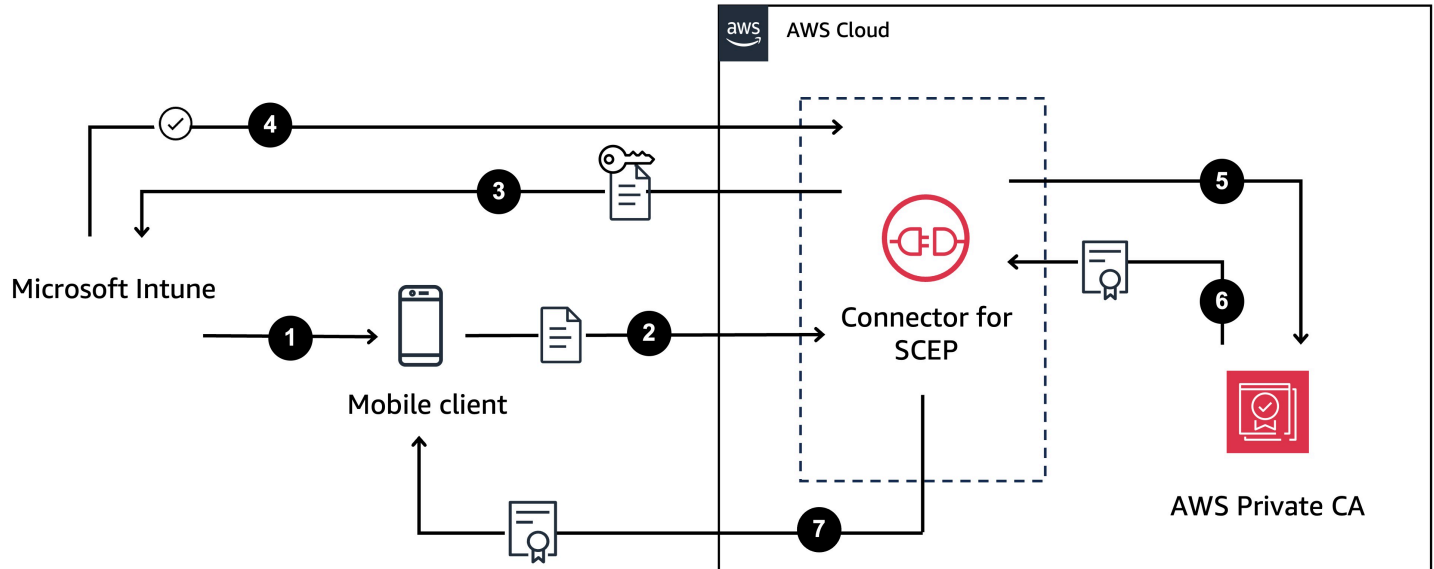 aws
AWS Cloud
4
3
5
Microsoft Intune
6
1
2
Connector for
SCEP
Mobile client
AWS Private CA
7